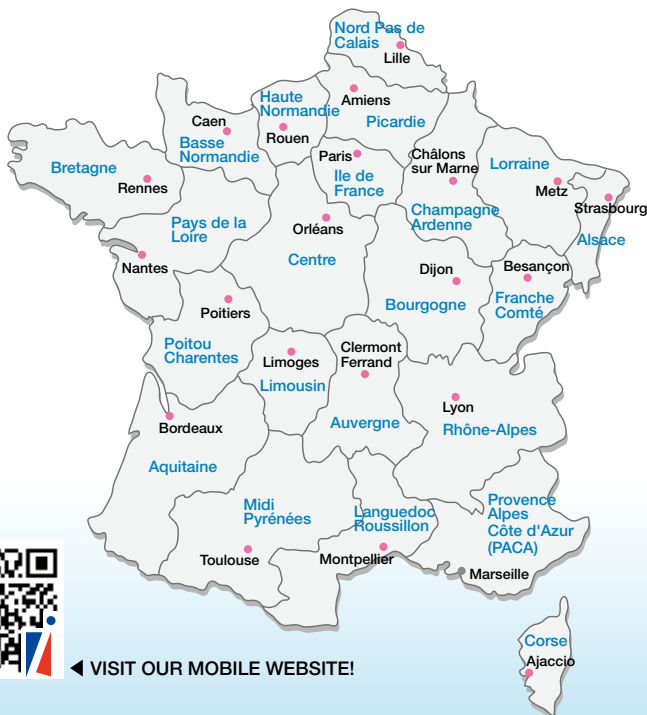 Nord Pas de
Calais
Lille
Haute
Normandie
Amiens
Picardie
Caen
Basse
Normandie
Rouen
Paris
Ile de
France
Châlons
sur Marne
Champagne
Ardenne
Lorraine
Metz
Strasbourg
Alsace
Bretagne
Rennes
Pays de la
Loire
Nantes
Orléans
Centre
Dijon
Bourgogne
Besançon
Franche
Comté
Poitiers
Poitou
Charentes
Limoges
Limousin
Clermont
Ferrand
Auvergne
Lyon
Rhône-Alpes
Bordeaux
Aquitaine
Midi
Pyrénées
Toulouse
Languedoc
Roussillon
Montpellier
Provence
Alpes
Côte d'Azur
(PACA)
Marseille
Corse
Ajaccio
VISIT OUR MOBILE WEBSITE!